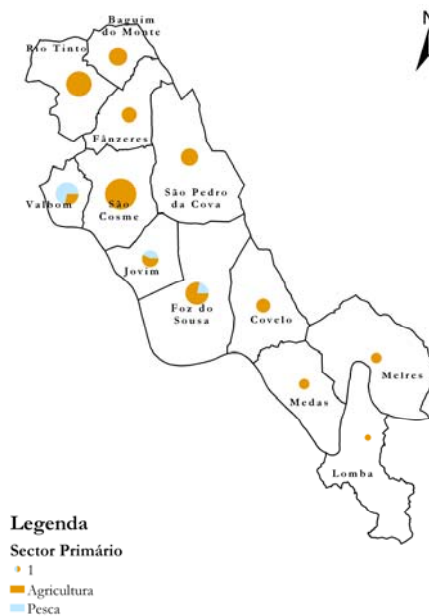 N
Baguim
do Monte
Rio Tinto
Fânzeres
São Pedro
da Cova
Valbom
São
Cosme
Jovim
Foz do
Sousa
Covelo
Melres
Medas
Lomba
Legenda
Sector Primário
1
Agricultura
Pesca